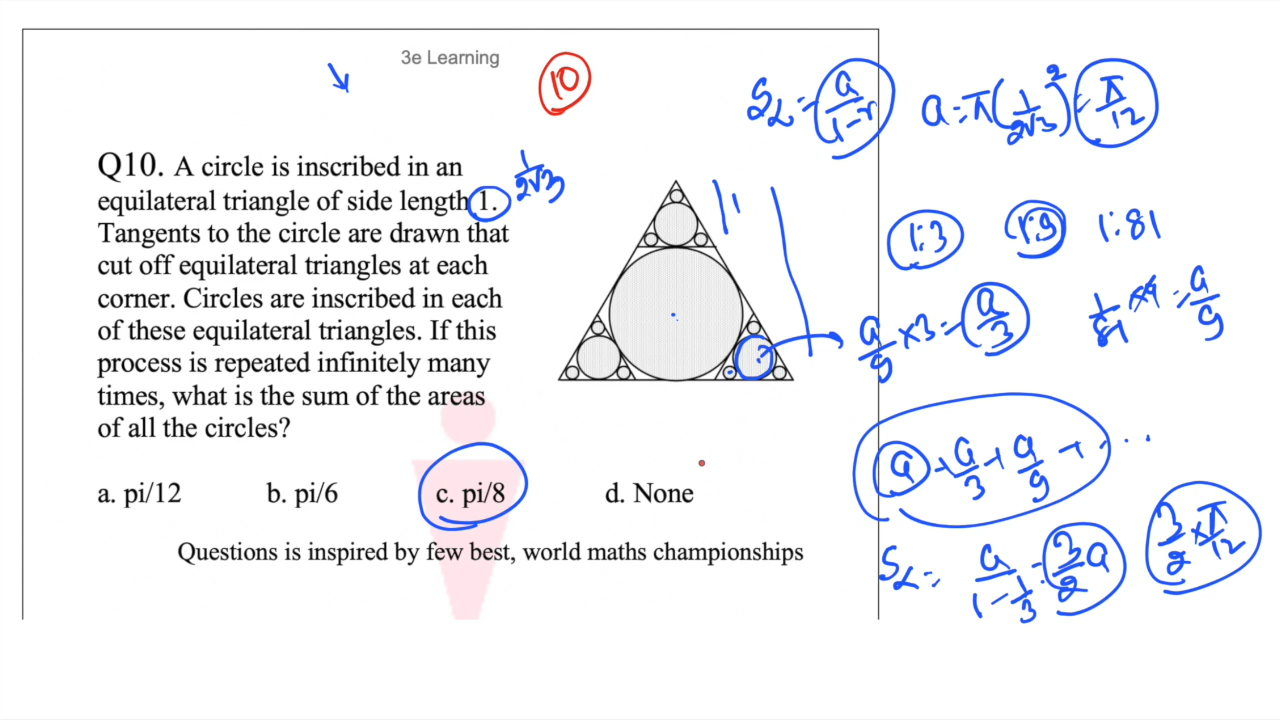 3e Learning
10
S∝ = a/1-r
a = π(1/2√3)² = π/12
Q10. A circle is inscribed in an
equilateral triangle of side length 1.
1/2√3
Tangents to the circle are drawn that
cut off equilateral triangles at each
corner. Circles are inscribed in each
of these equilateral triangles. If this
process is repeated infinitely many
times, what is the sum of the areas
of all the circles?
1:3 1:9 1:81
a/9 ×3 = a/3
1/81 ×9 = a/9
a + a/3 + a/9 + ...
a. pi/12 b. pi/6 c. pi/8 d. None
S∝ = a/1-1/3 = 3/2 a
3/2 × π/12
Questions is inspired by few best, world maths championships